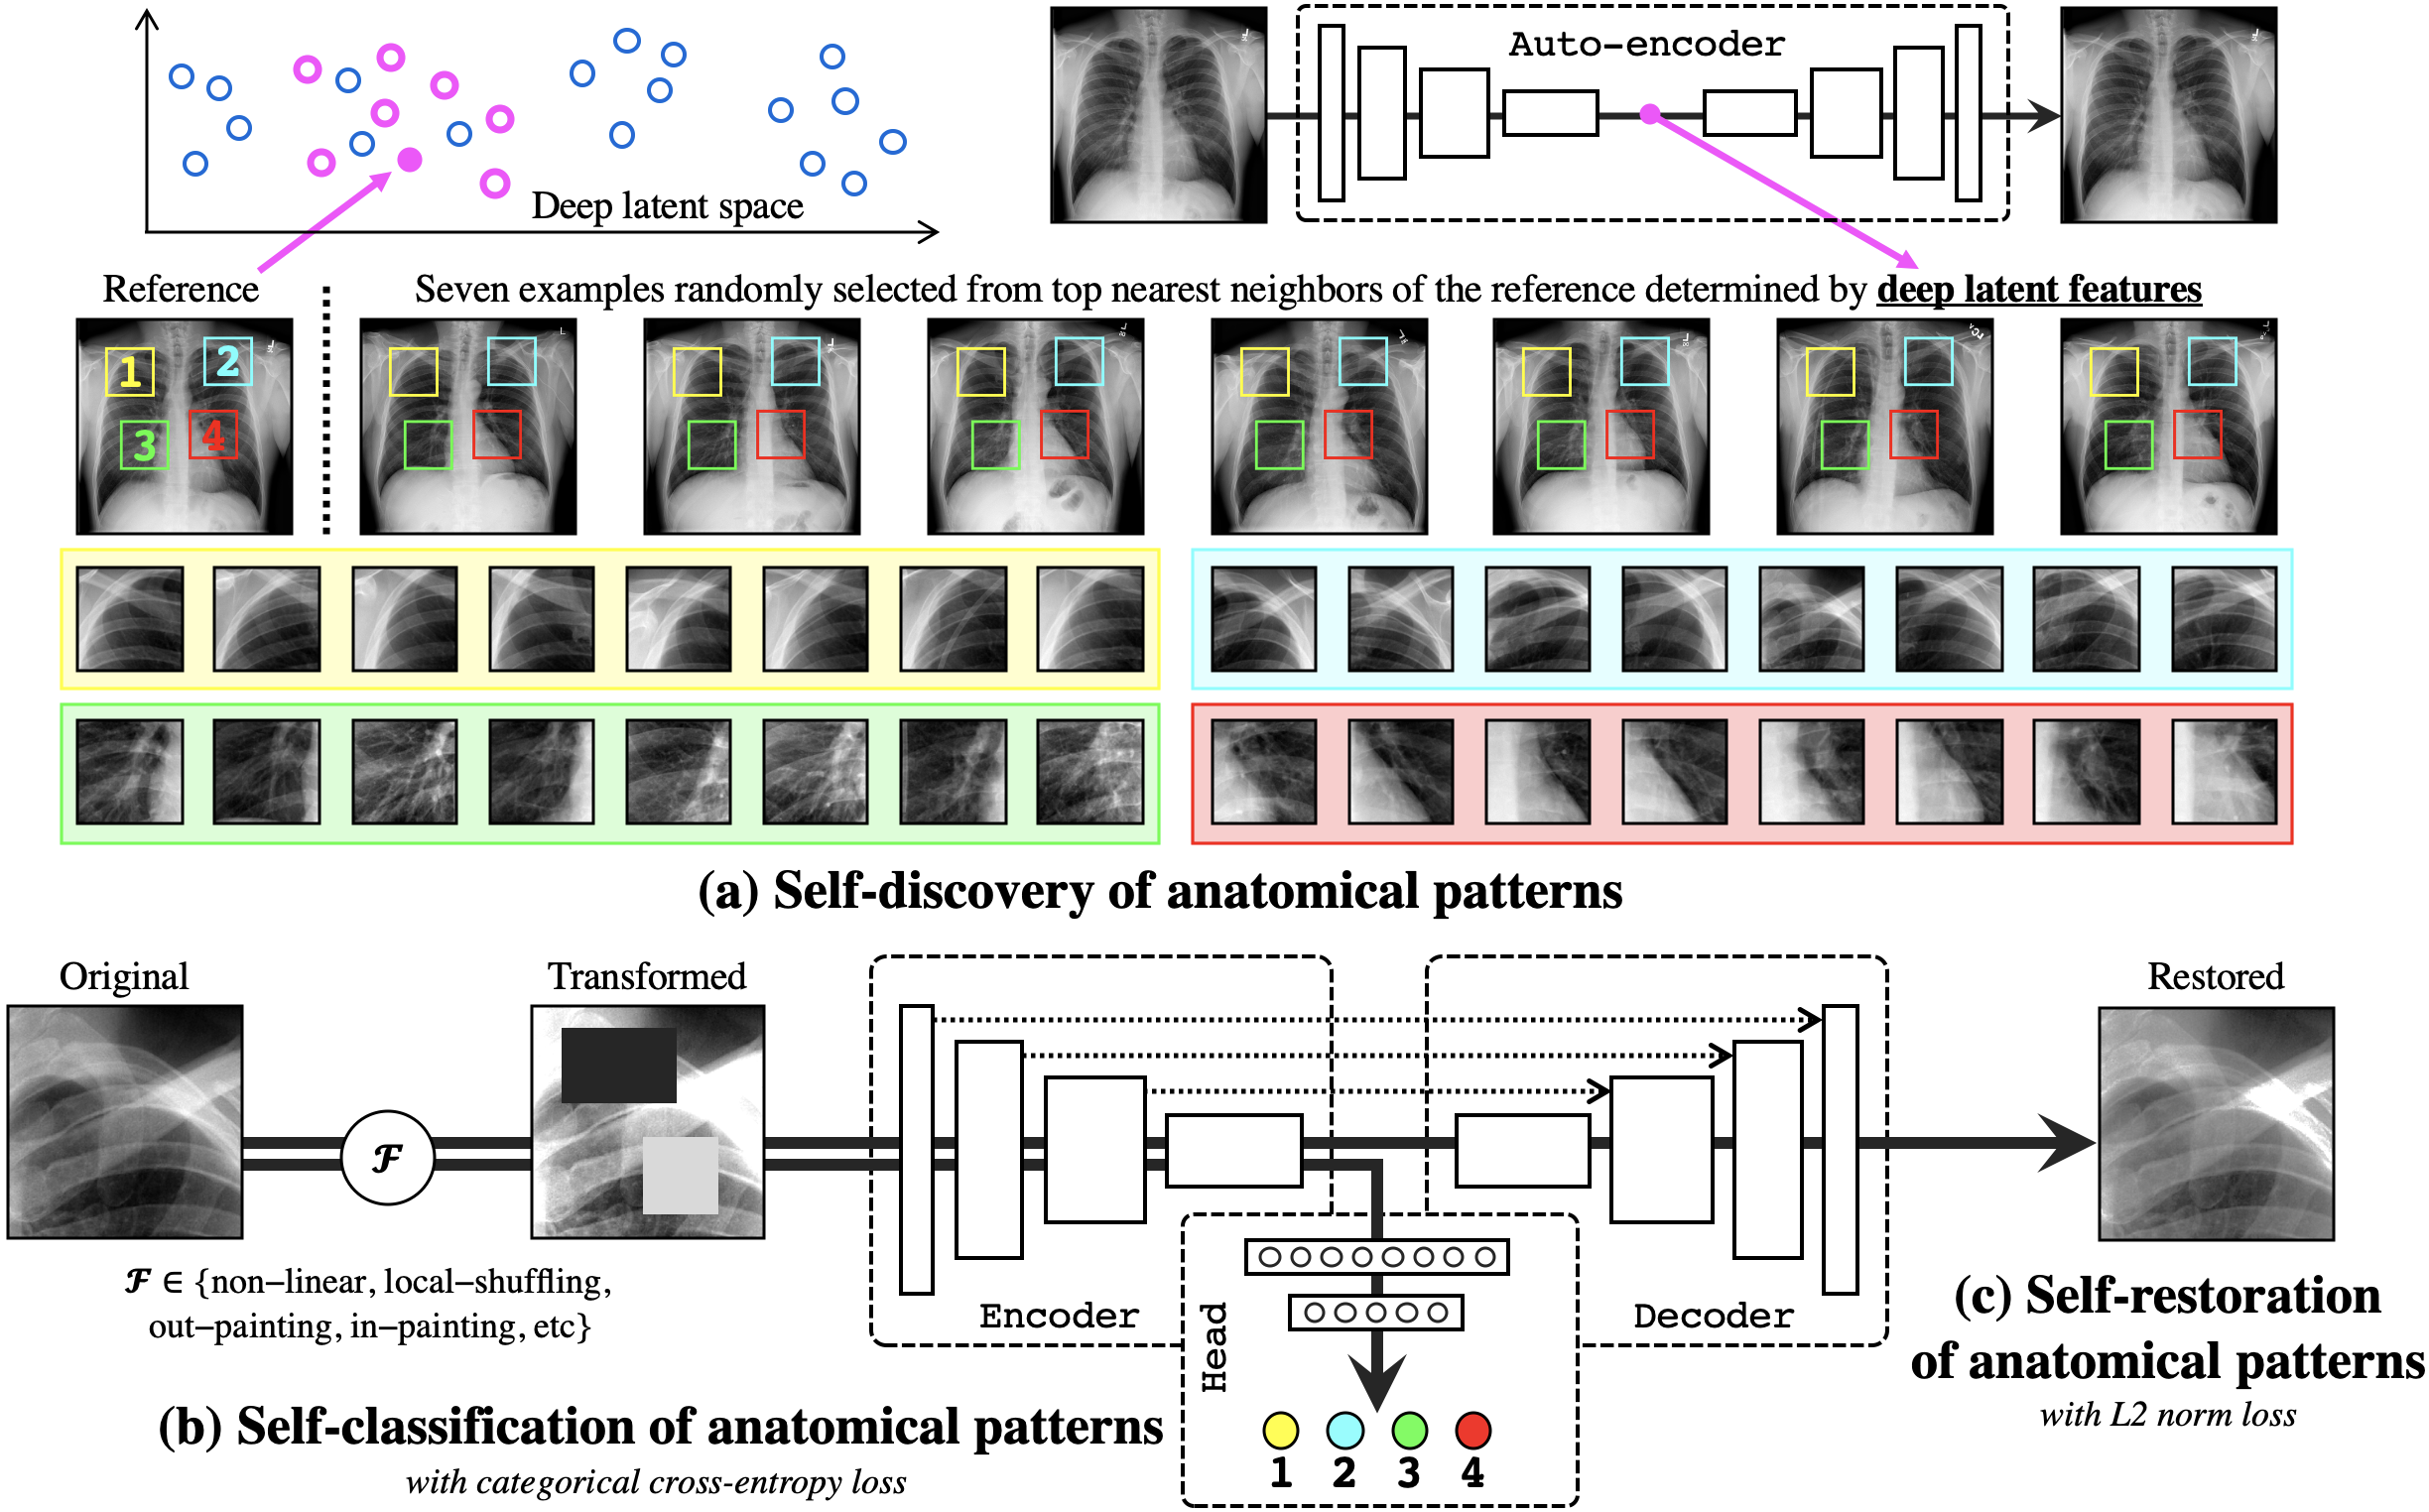 Auto-encoder
Deep latent space
Reference
Seven examples randomly selected from top nearest neighbors of the reference determined by deep latent features
1
2
3
4
(a) Self-discovery of anatomical patterns
Original
Transformed
Restored
ℱ
ℱ ∈ {non–linear, local–shuffling,
out–painting, in–painting, etc}
Encoder
Head
Decoder
(c) Self-restoration
of anatomical patterns
with L2 norm loss
(b) Self-classification of anatomical patterns
with categorical cross-entropy loss
1 2 3 4